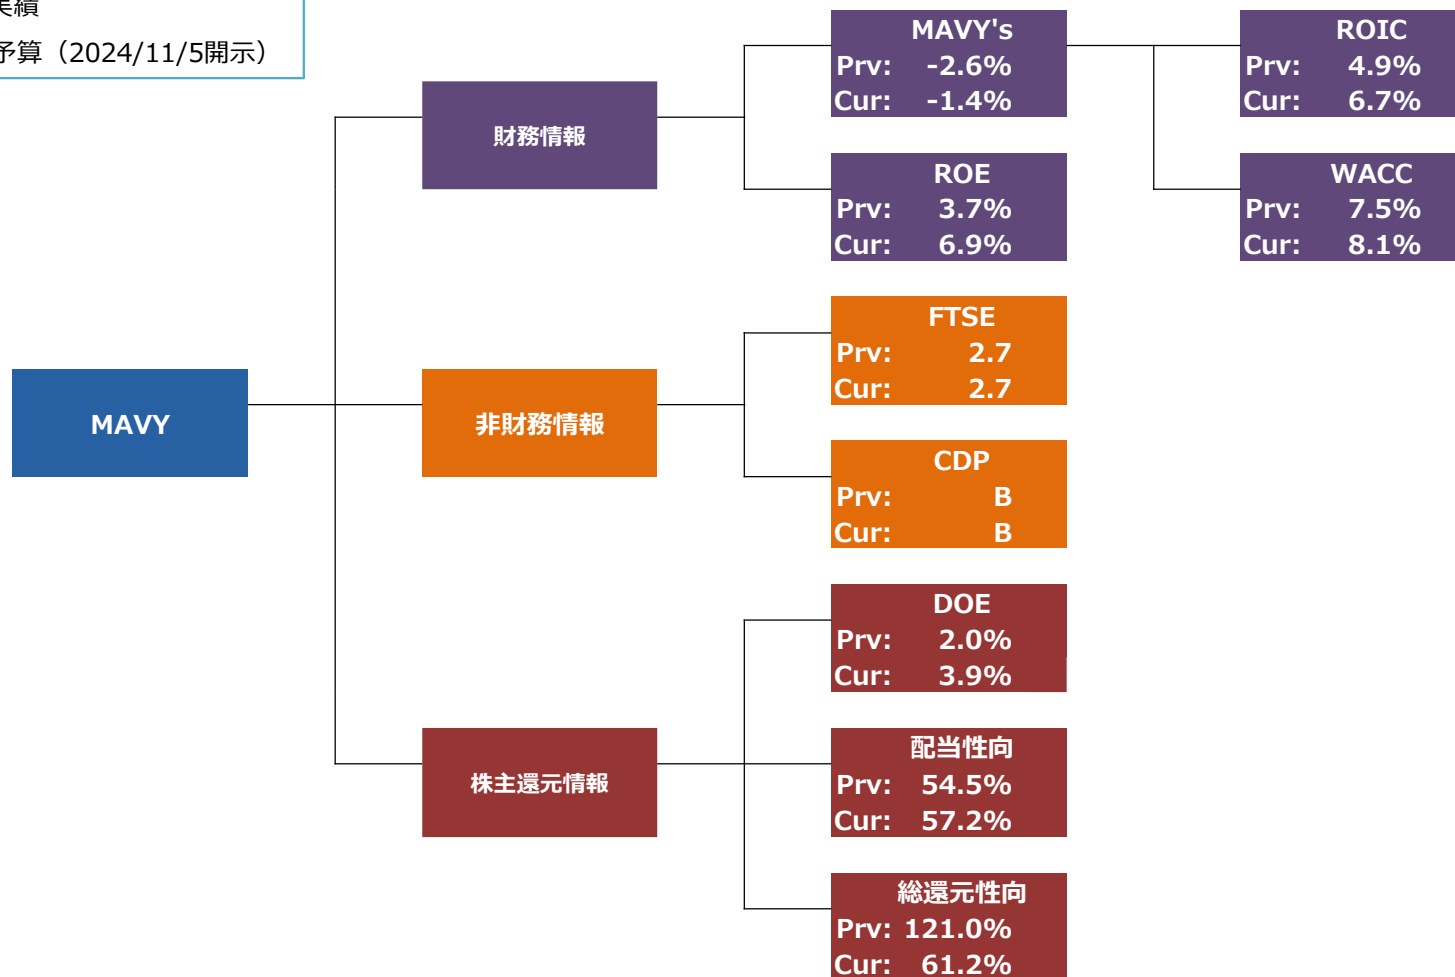 実績
予算（2024/11/5開示）
MAVY
財務情報
MAVY's
Prv: -2.6%
Cur: -1.4%
ROIC
Prv: 4.9%
Cur: 6.7%
ROE
Prv: 3.7%
Cur: 6.9%
WACC
Prv: 7.5%
Cur: 8.1%
非財務情報
FTSE
Prv: 2.7
Cur: 2.7
CDP
Prv: B
Cur: B
株主還元情報
DOE
Prv: 2.0%
Cur: 3.9%
配当性向
Prv: 54.5%
Cur: 57.2%
総還元性向
Prv: 121.0%
Cur: 61.2%